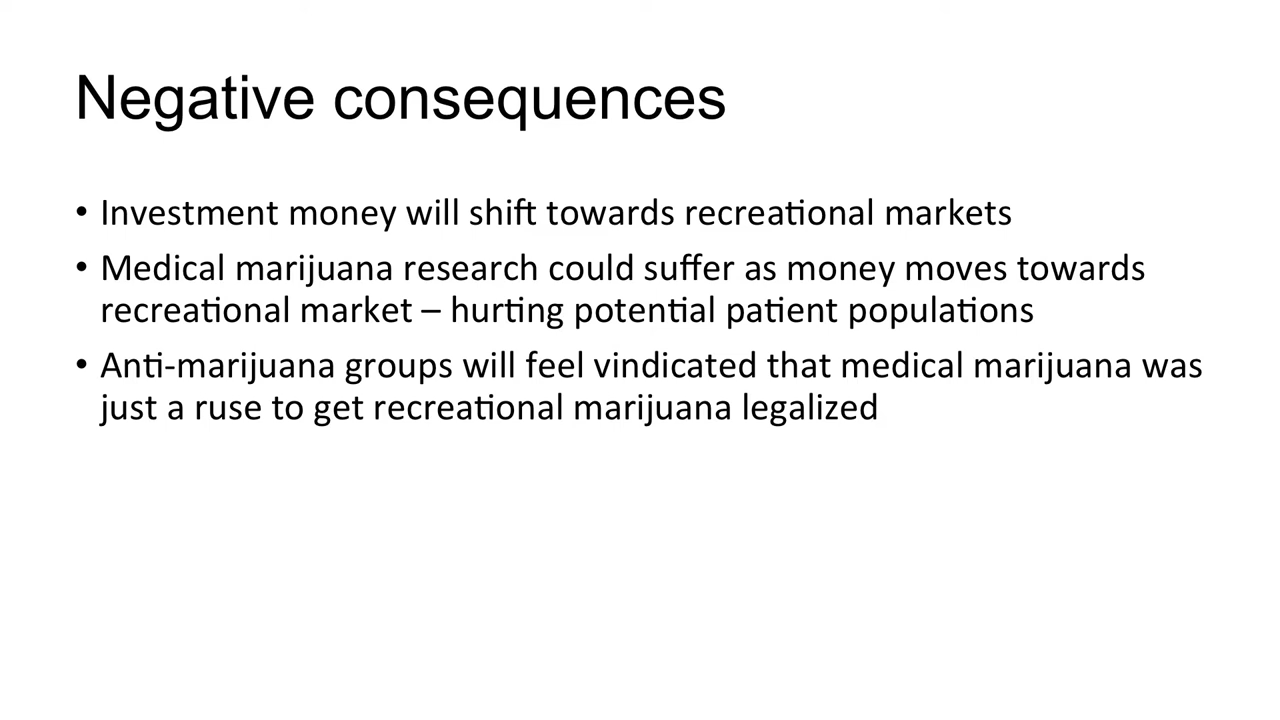 Negative consequences
• Investment money will shift towards recreational markets
• Medical marijuana research could suffer as money moves towards
recreational market – hurting potential patient populations
• Anti-marijuana groups will feel vindicated that medical marijuana was
just a ruse to get recreational marijuana legalized